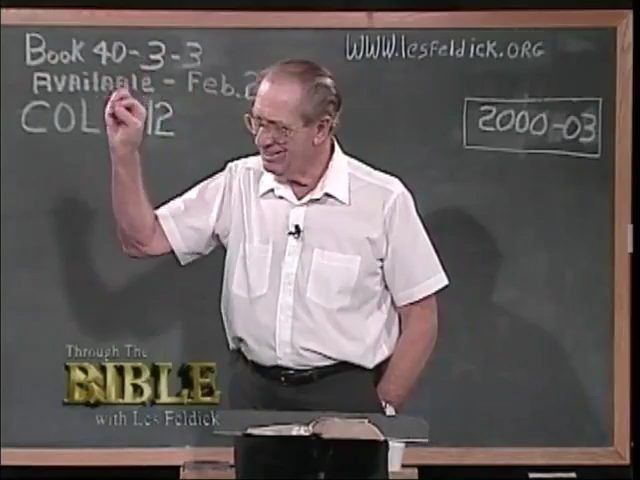 Book 40-3-3
Available - Feb.2
COL 12
WWW.lesfeldick.ORG
2000-03
Through The
BIBLE
with Les Feldick